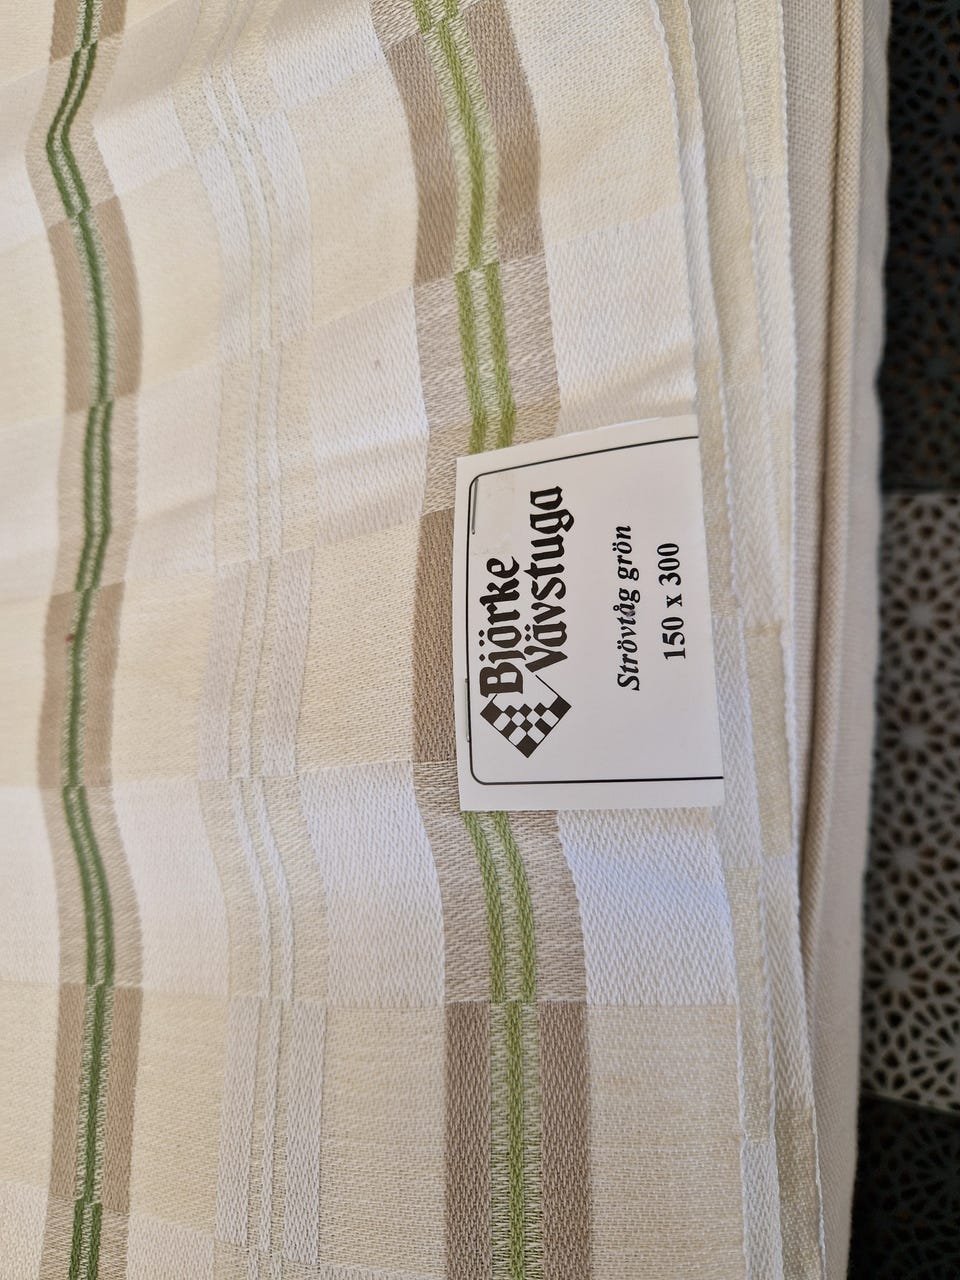 Björke
Vävstuga
Strövtåg grön
150 x 300